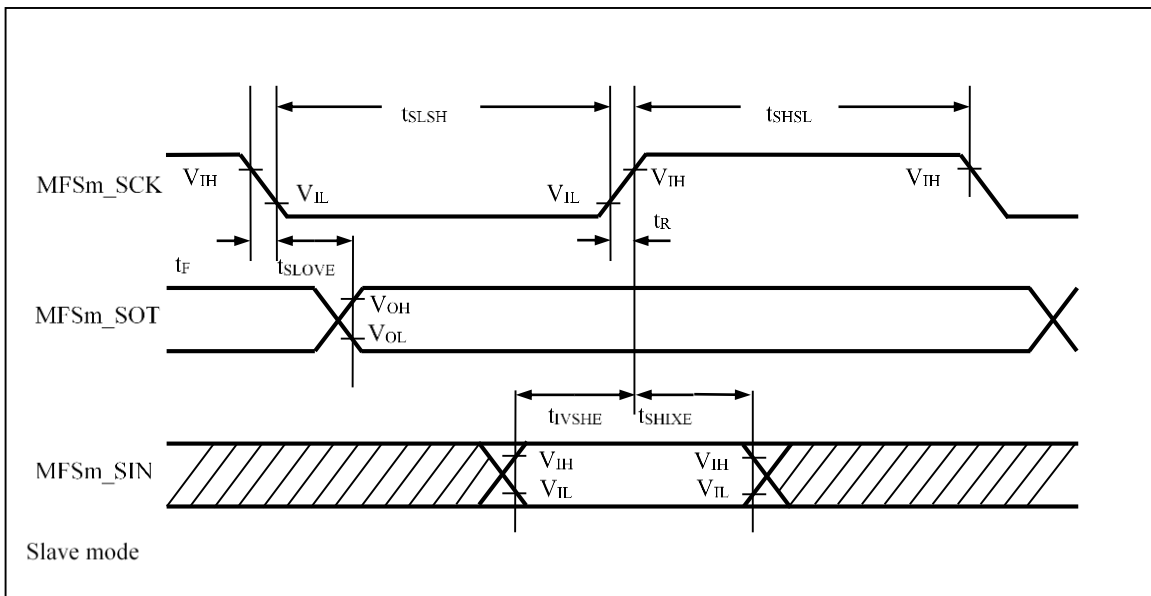 tSLSH tSHSL
MFSm_SCK VIH VIL VIL VIH VIH
tR
tF tSLOVE
MFSm_SOT VOH
VOL
tIVSHE tSHIXE
MFSm_SIN VIH VIH
VIL VIL
Slave mode